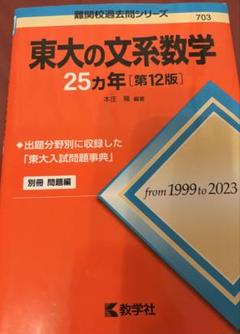 難関校過去問シリーズ
703
東大の文系数学
25カ年[第12版]
本庄 隆 編著
◆出題分野別に収録した
「東大入試問題事典」
別冊 問題編
from 1999 to 2023
教学社